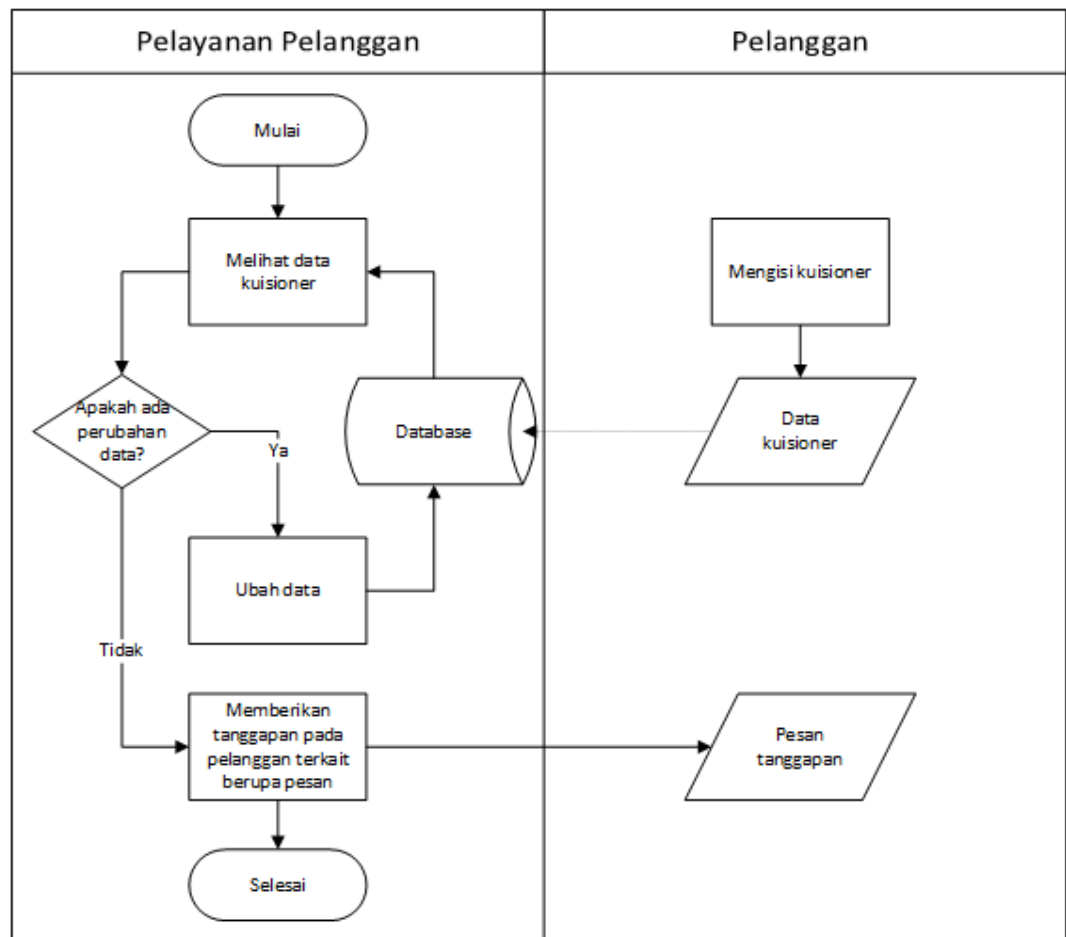 Pelayanan Pelanggan
Pelanggan
Mulai
Melihat data
kuisioner
Mengisi kuisioner
Apakah ada
perubahan
data?
Ya
Database
Data
kuisioner
Ubah data
Tidak
Memberikan
tanggapan pada
pelanggan terkait
berupa pesan
Pesan
tanggapan
Selesai